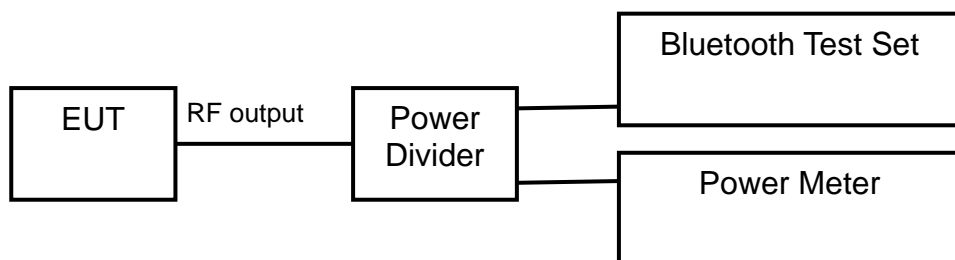 EUT
RF output
Power
Divider
Bluetooth Test Set
Power Meter